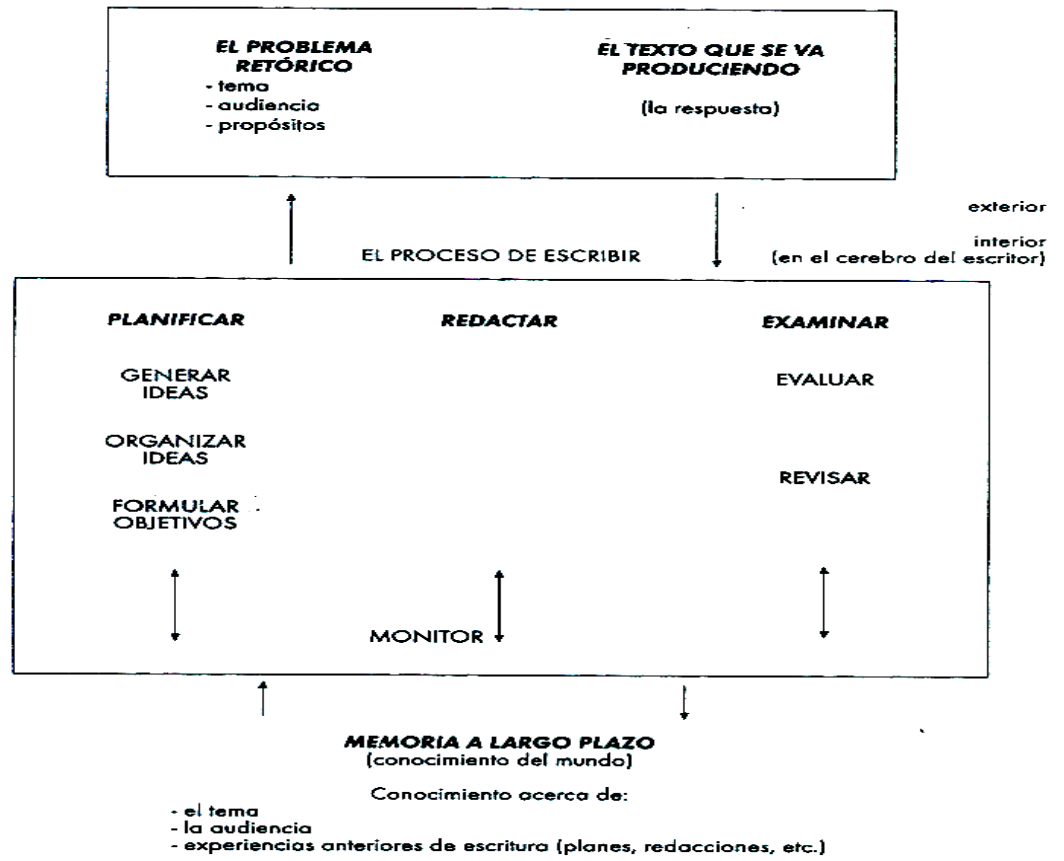 EL PROBLEMA
RETÓRICO
- tema
- audiencia
- propósitos
EL TEXTO QUE SE VA
PRODUCIENDO
(la respuesta)
exterior
EL PROCESO DE ESCRIBIR
interior
(en el cerebro del escritor)
PLANIFICAR
GENERAR
IDEAS
ORGANIZAR
IDEAS
FORMULAR
OBJETIVOS
REDACTAR
EXAMINAR
EVALUAR
REVISAR
MONITOR
MEMORIA A LARGO PLAZO
(conocimiento del mundo)
Conocimiento acerca de:
- el tema
- la audiencia
- experiencias anteriores de escritura (planes, redacciones, etc.)